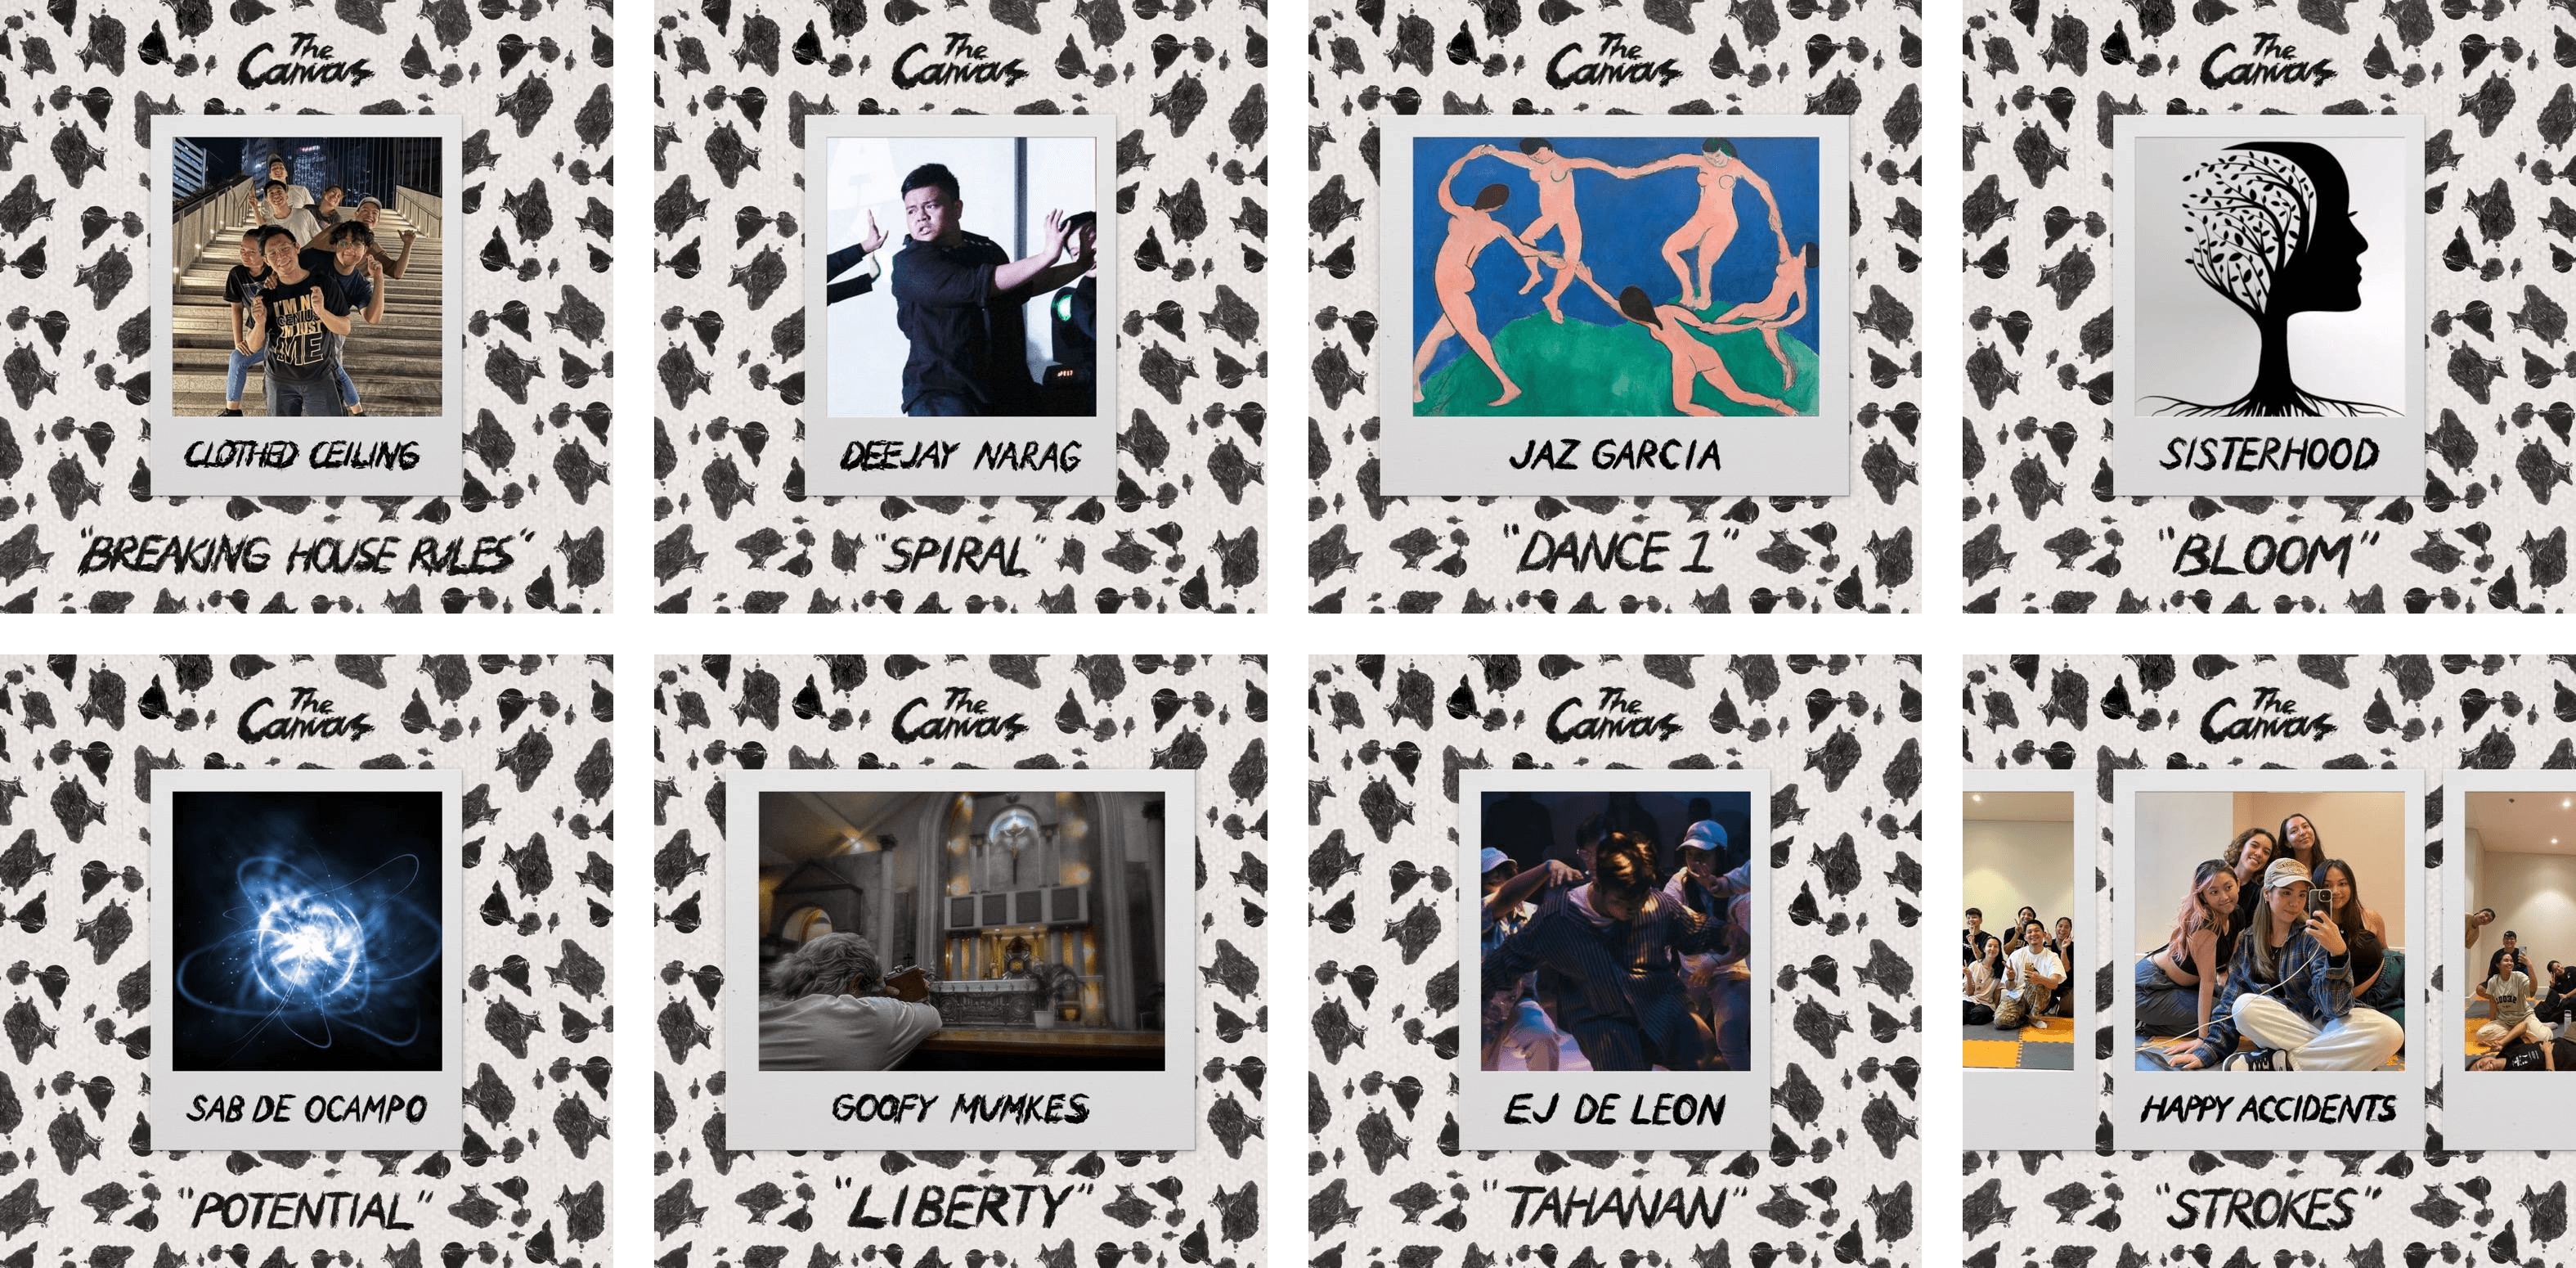 The
Canvas
I'M NO
GENIUS
I'M JUST
ME
CLOTHED CEILING
"BREAKING HOUSE RULES"
The
Canvas
DEEJAY NARAG
"SPIRAL"
The
Canvas
JAZ GARCIA
"DANCE 1"
The
Canvas
SISTERHOOD
"BLOOM"
The
Canvas
SAB DE OCAMPO
"POTENTIAL"
The
Canvas
GOOFY MUMKES
"LIBERTY"
The
Canvas
EJ DE LEON
"TAHANAN"
The
Canvas
HAPPY ACCIDENTS
"STROKES"